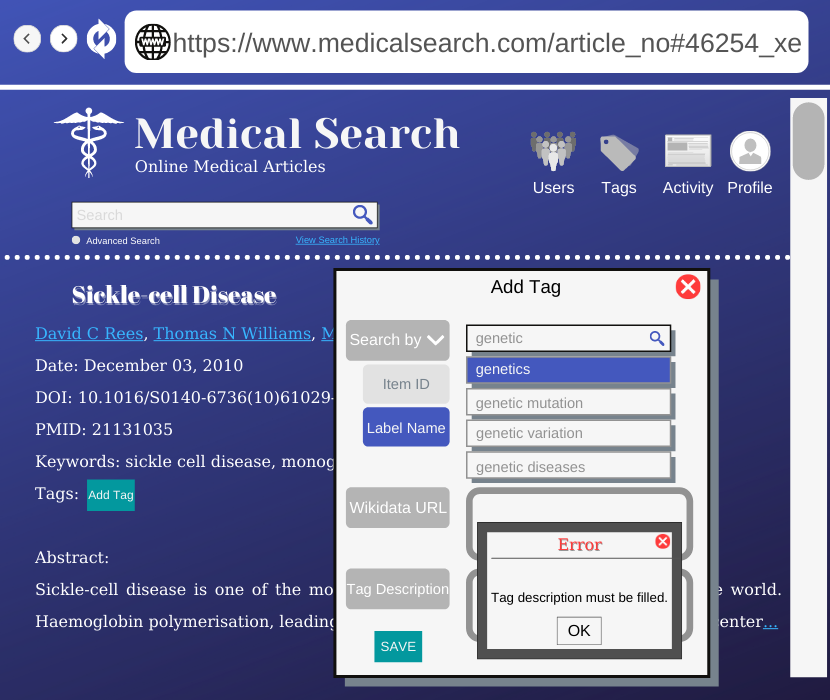 https://www.medicalsearch.com/article_no#46254_xe
Medical Search
Online Medical Articles
Users
Tags
Activity
Profile
Search
Advanced Search
View Search History
Sickle-cell Disease
David C Rees, Thomas N Williams, M
Date: December 03, 2010
DOI: 10.1016/S0140-6736(10)61029-
PMID: 21131035
Keywords: sickle cell disease, monog
Tags: Add Tag
Abstract:
Sickle-cell disease is one of the mo
e world.
Haemoglobin polymerisation, leading
enter...
Add Tag
Search by
Item ID
Label Name
genetic
genetics
genetic mutation
genetic variation
genetic diseases
Wikidata URL
Tag Description
SAVE
Error
Tag description must be filled.
OK